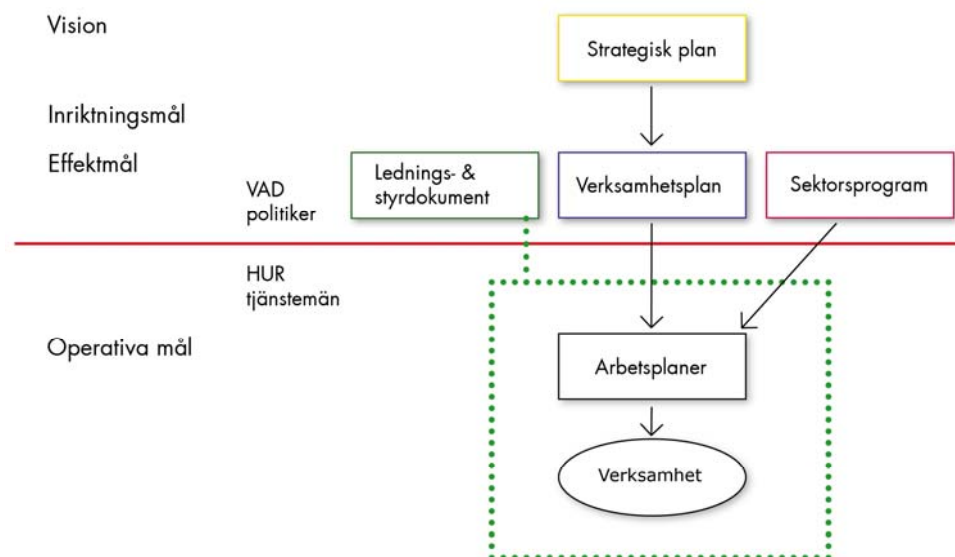 Vision
Strategisk plan
Inriktningsmål
Effektmål
VAD
politiker
Lednings- &
styrdokument
Verksamhetsplan
Sektorsprogram
HUR
tjänstemän
Operativa mål
Arbetsplaner
Verksamhet